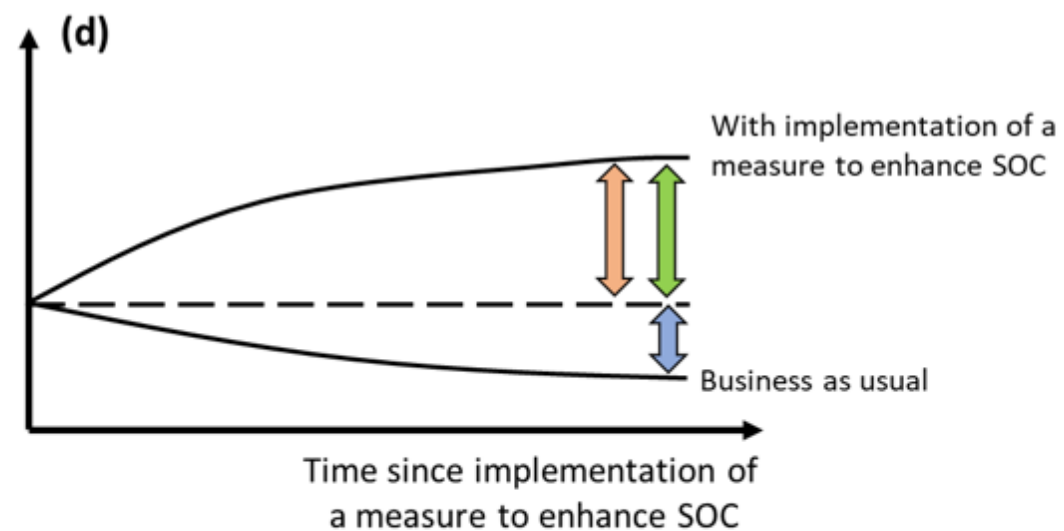 (d)
With implementation of a
measure to enhance SOC
Business as usual
Time since implementation of
a measure to enhance SOC